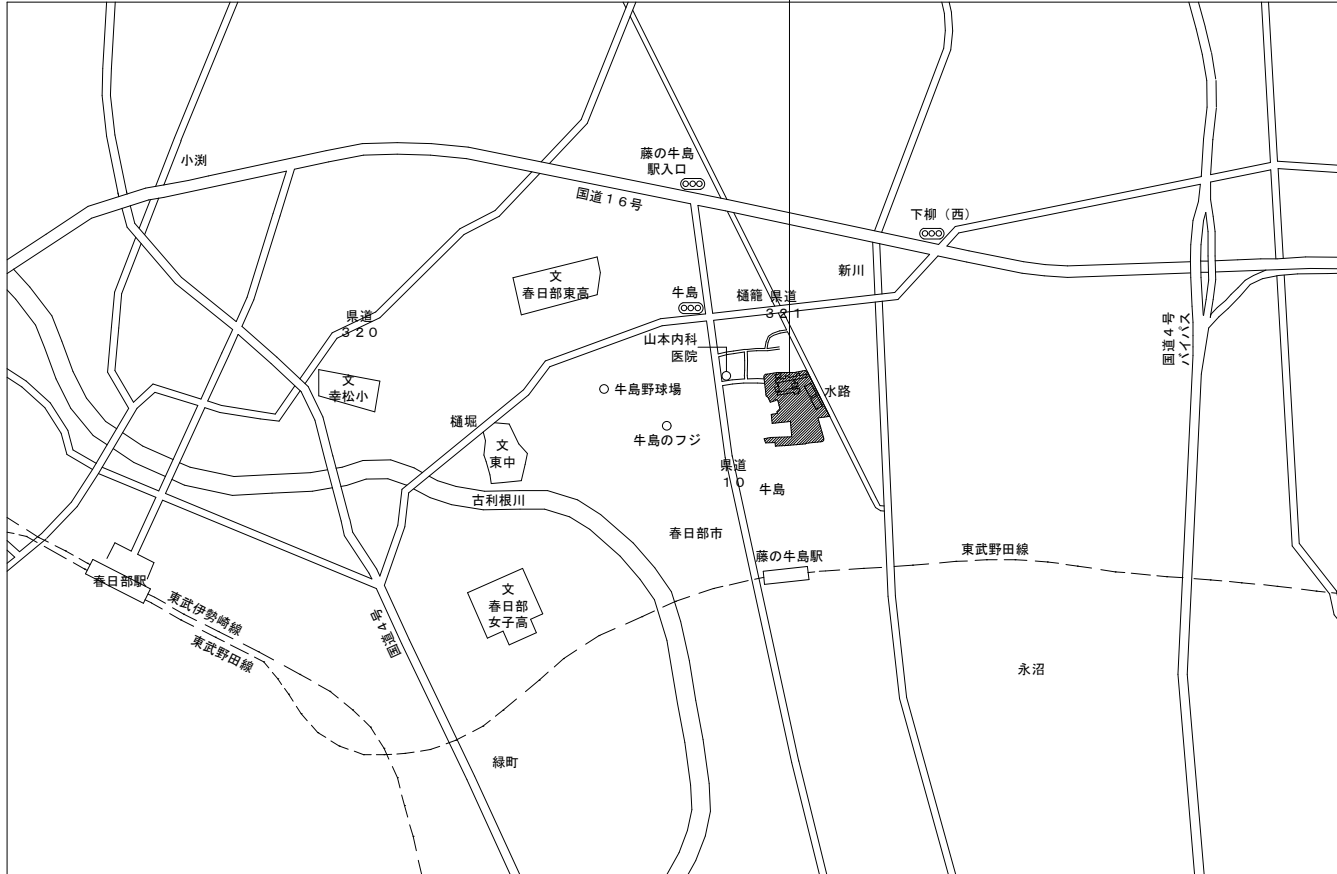 小渕
藤の牛島
駅入口
国道１６号
下柳（西）
新川
文
春日部東高
牛島
樋籠
県道
３２１
県道
３２０
国道４号
バイパス
山本内科
医院
文
幸松小
牛島野球場
水路
樋堀
牛島のフジ
文
東中
県道
１０
牛島
古利根川
春日部市
藤の牛島駅
東武野田線
春日部駅
東武伊勢崎線
東武野田線
国道４号
文
春日部
女子高
永沼
緑町